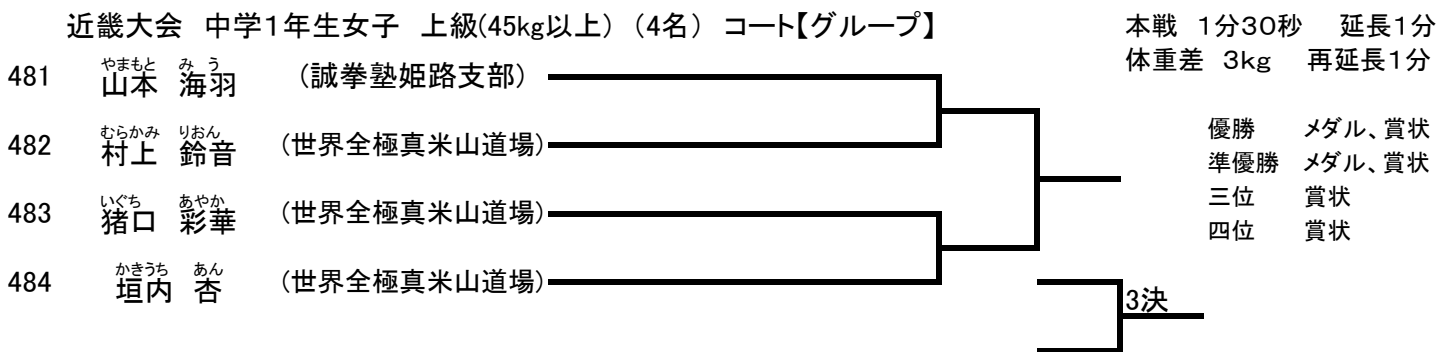 近畿大会 中学1年生女子 上級(45kg以上) (4名) コート【グループ】
本戦 1分30秒 延長1分
体重差 3kg 再延長1分
やまもと み う
481 山本 海羽 (誠拳塾姫路支部)
むらかみ りおん
482 村上 鈴音 (世界全極真米山道場)
いぐち あやか
483 猪口 彩華 (世界全極真米山道場)
かきうち あん
484 垣内 杏 (世界全極真米山道場)
優勝 メダル、賞状
準優勝 メダル、賞状
三位 賞状
四位 賞状
3決